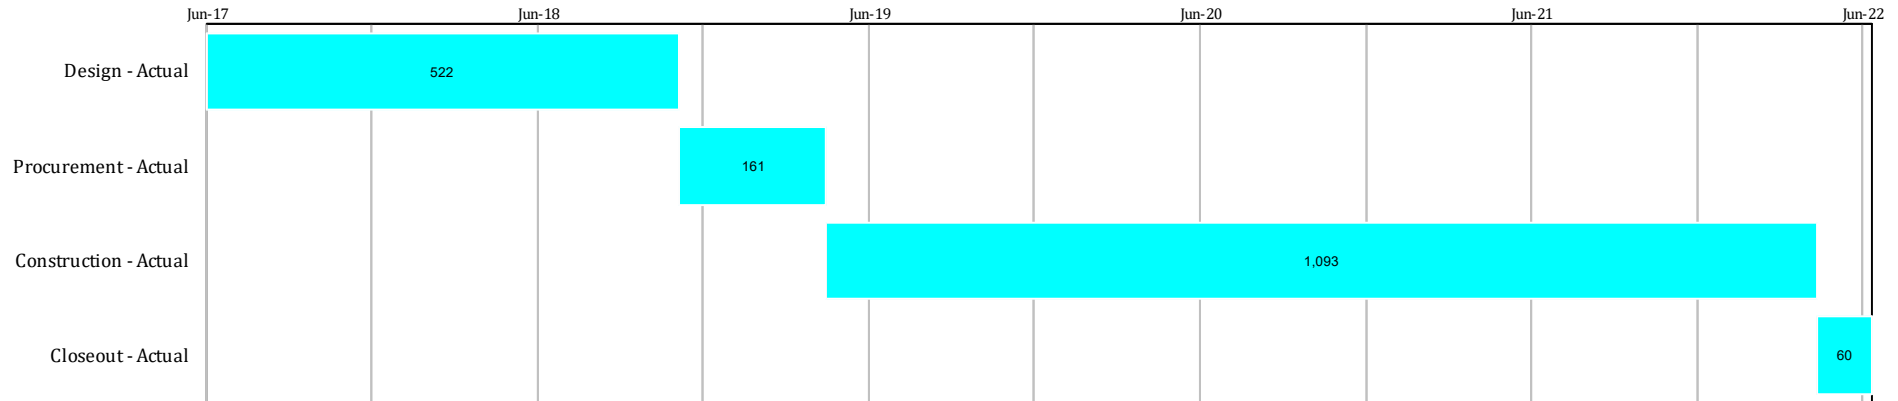 Jun-17 Jun-18 Jun-19 Jun-20 Jun-21 Jun-22
Design - Actual 522
Procurement - Actual 161
Construction - Actual 1,093
Closeout - Actual 60